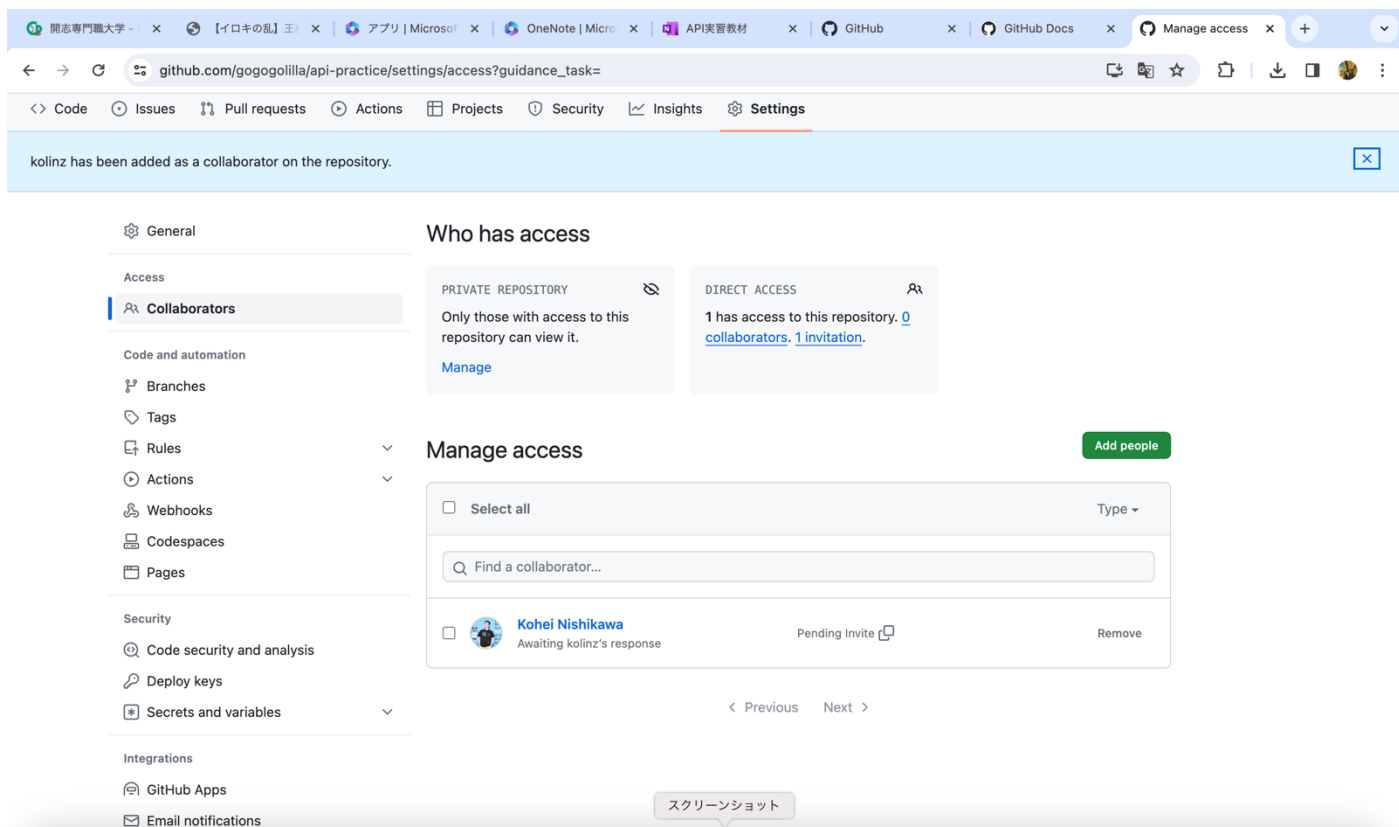 開志専門職大学 -
【イロキの乱】王
アプリ | Microsof
OneNote | Micro
API実習教材
GitHub
GitHub Docs
Manage access
github.com/gogogolilla/api-practice/settings/access?guidance_task=
Code
Issues
Pull requests
Actions
Projects
Security
Insights
Settings
kolinz has been added as a collaborator on the repository.
General
Access
Collaborators
Code and automation
Branches
Tags
Rules
Actions
Webhooks
Codespaces
Pages
Security
Code security and analysis
Deploy keys
Secrets and variables
Integrations
GitHub Apps
Email notifications
Who has access
PRIVATE REPOSITORY
Only those with access to this
repository can view it.
Manage
DIRECT ACCESS
1 has access to this repository. 0
collaborators. 1 invitation.
Manage access
Add people
Select all
Type
Find a collaborator...
Kohei Nishikawa
Awaiting kolinz's response
Pending Invite
Remove
Previous
Next
スクリーンショット